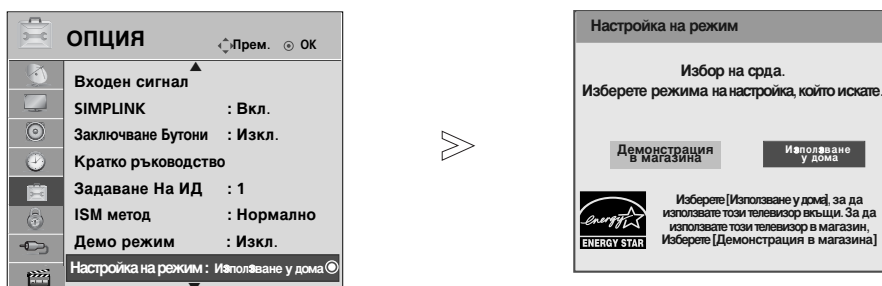 ОПЦИЯ
Прем. OK
Входен сигнал
SIMPLINK : Вкл.
Заключване Бутони : Изкл.
Кратко ръководство
Задаване На ИД : 1
ISM метод : Нормално
Демо режим : Изкл.
Настройка на режим : Използване у дома
Настройка на режим
Избор на срда.
Изберете режима на настройка, който искате.
Демонстрация
в магазина
Използване
у дома
Изберете [Използване у дома], за да
използвате този телевизор вкъщи. За да
използвате този телевизор в магазин,
Изберете [Демонстрация в магазина]
energy
ENERGY STAR